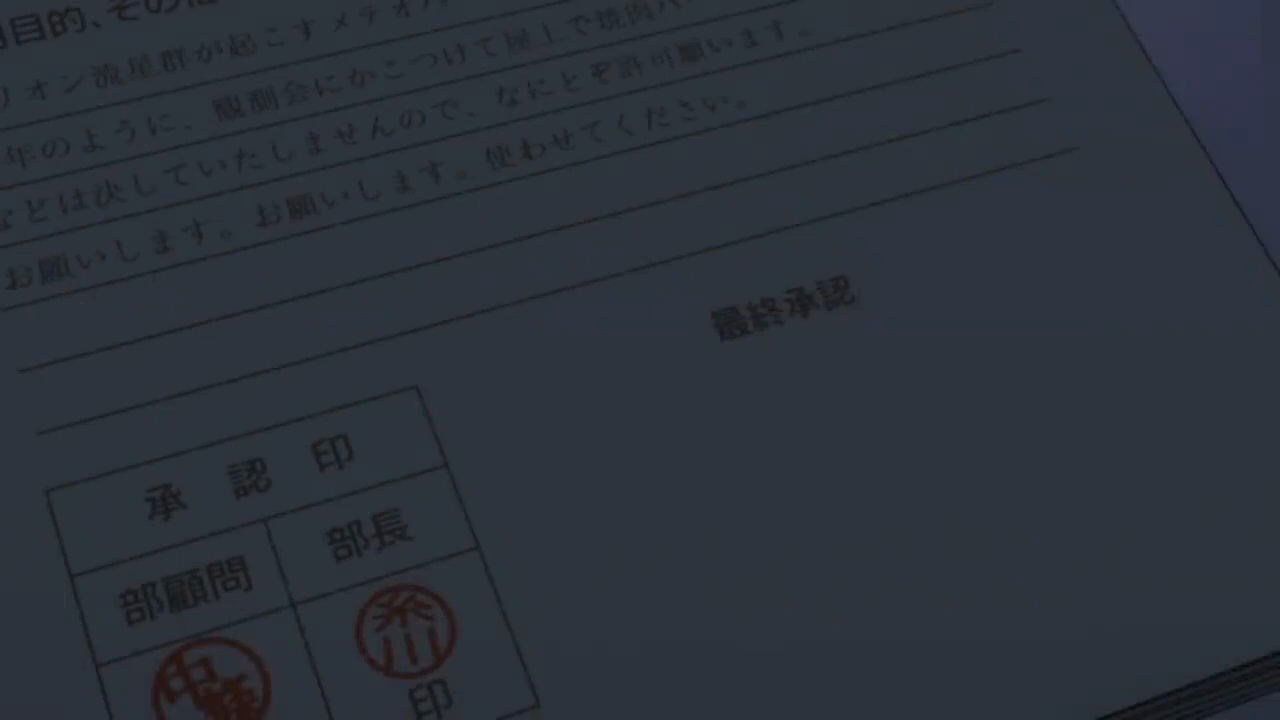 目的、その他
リオン流星群が起こすメテオ
年のように、観測会にかこつけて屋上で焼肉パ
などは決していたしませんので、なにとぞ許可願います。
お願いします。お願いします。使わせてください。
最終承認
承認印
部顧問 部長
糸川
印